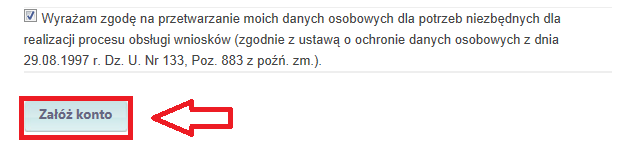 Wyrażam zgodę na przetwarzanie moich danych osobowych dla potrzeb niezbędnych dla
realizacji procesu obsługi wniosków (zgodnie z ustawą o ochronie danych osobowych z dnia
29.08.1997 r. Dz. U. Nr 133, Poz. 883 z poźń. zm.).
Załóż konto